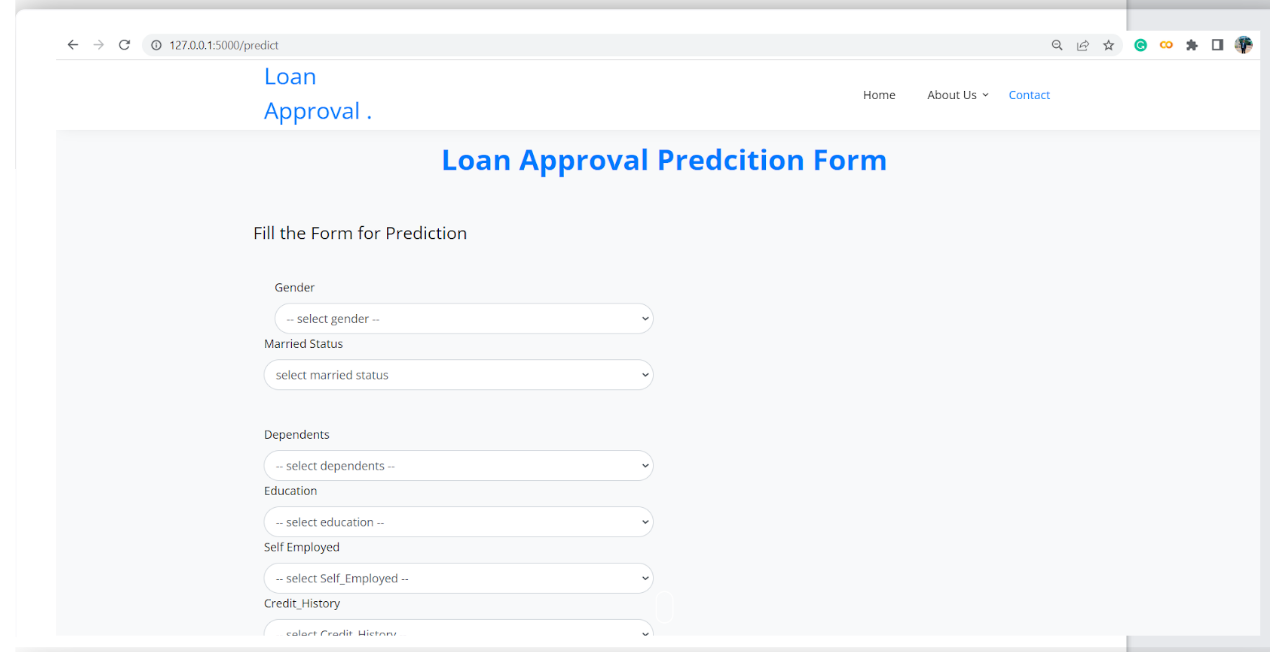 127.0.0.1:5000/predict
Loan
Approval .
Home About Us Contact
Loan Approval Predcition Form
Fill the Form for Prediction
Gender
-- select gender --
Married Status
select married status
Dependents
-- select dependents --
Education
-- select education --
Self Employed
-- select Self_Employed --
Credit_History
-- select Credit_History --